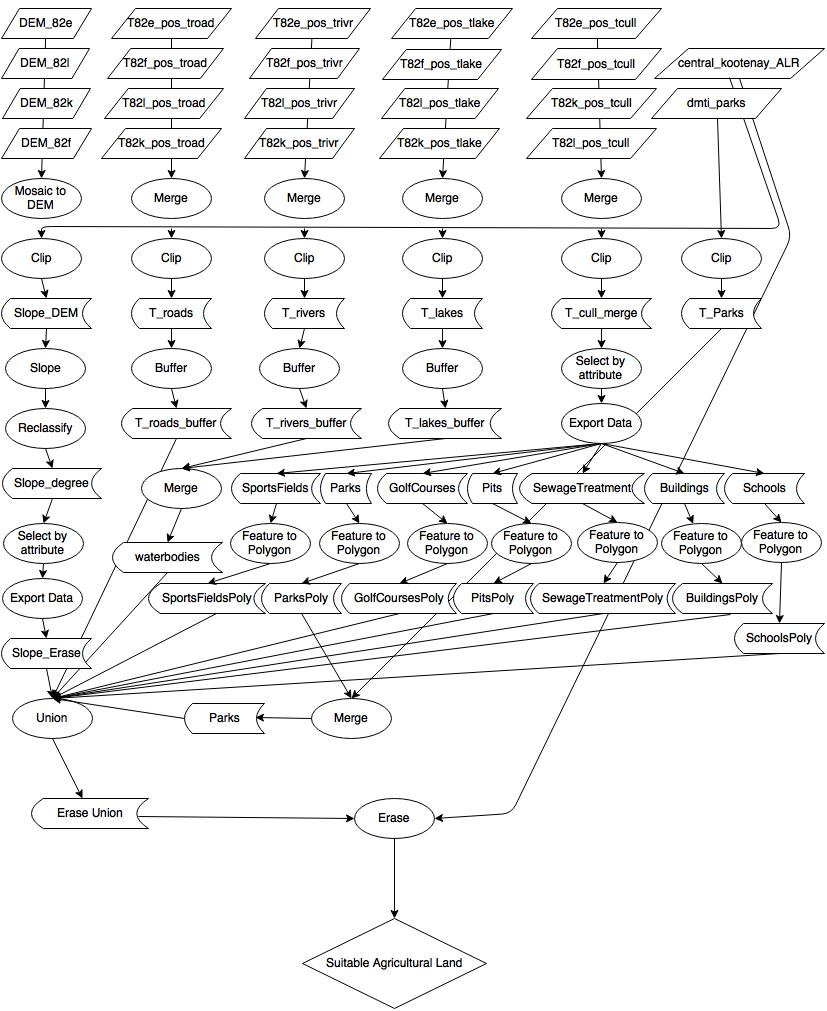 DEM_82e
T82e_pos_troad
T82e_pos_trivr
T82e_pos_tlake
T82e_pos_tcull
DEM_82l
T82f_pos_troad
T82f_pos_trivr
T82f_pos_tlake
T82f_pos_tcull
central_kootenay_ALR
DEM_82k
T82l_pos_troad
T82l_pos_trivr
T82l_pos_tlake
T82k_pos_tcull
dmti_parks
DEM_82f
T82k_pos_troad
T82k_pos_trivr
T82k_pos_tlake
T82l_pos_tcull
Mosaic to
DEM
Merge
Merge
Merge
Merge
Clip
Clip
Clip
Clip
Clip
Clip
Slope_DEM
T_roads
T_rivers
T_lakes
T_cull_merge
T_Parks
Slope
Buffer
Buffer
Buffer
Select by
attribute
Reclassify
T_roads_buffer
T_rivers_buffer
T_lakes_buffer
Export Data
Slope_degree
Merge
SportsFields
Parks
GolfCourses
Pits
SewageTreatment
Buildings
Schools
Select by
attribute
waterbodies
Feature to
Polygon
Feature to
Polygon
Feature to
Polygon
Feature to
Polygon
Feature to
Polygon
Feature to
Polygon
Feature to
Polygon
Export Data
SportsFieldsPoly
ParksPoly
GolfCoursesPoly
PitsPoly
SewageTreatmentPoly
BuildingsPoly
Slope_Erase
SchoolsPoly
Union
Parks
Merge
Erase Union
Erase
Suitable Agricultural Land